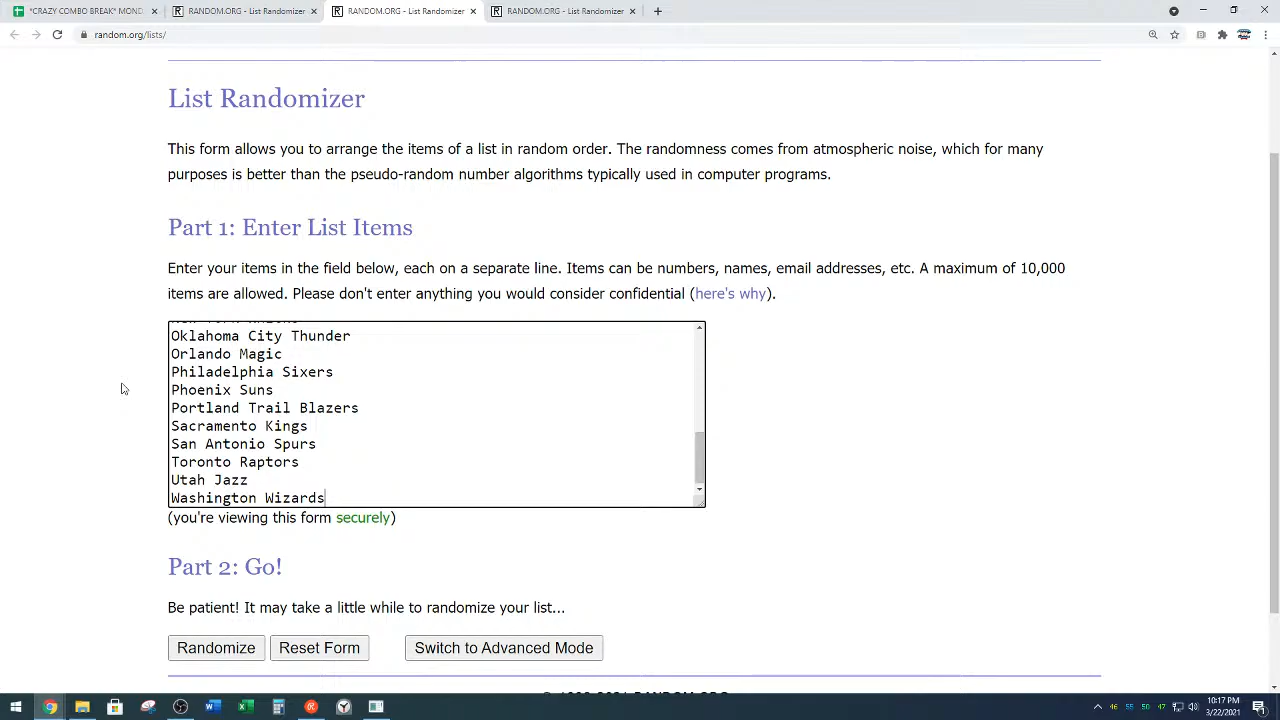 *CRAZY COMBO BREAK* MOND
RANDOM.ORG - List Randomizer
RANDOM.ORG - List Randomizer
RANDOM.ORG - List Randomizer
random.org/lists/
List Randomizer
This form allows you to arrange the items of a list in random order. The randomness comes from atmospheric noise, which for many
purposes is better than the pseudo-random number algorithms typically used in computer programs.
Part 1: Enter List Items
Enter your items in the field below, each on a separate line. Items can be numbers, names, email addresses, etc. A maximum of 10,000
items are allowed. Please don't enter anything you would consider confidential (here's why).
Oklahoma City Thunder
Orlando Magic
Philadelphia Sixers
Phoenix Suns
Portland Trail Blazers
Sacramento Kings
San Antonio Spurs
Toronto Raptors
Utah Jazz
Washington Wizards
(you're viewing this form securely)
Part 2: Go!
Be patient! It may take a little while to randomize your list...
Randomize
Reset Form
Switch to Advanced Mode
46 55 50 47
10:17 PM
3/22/2021